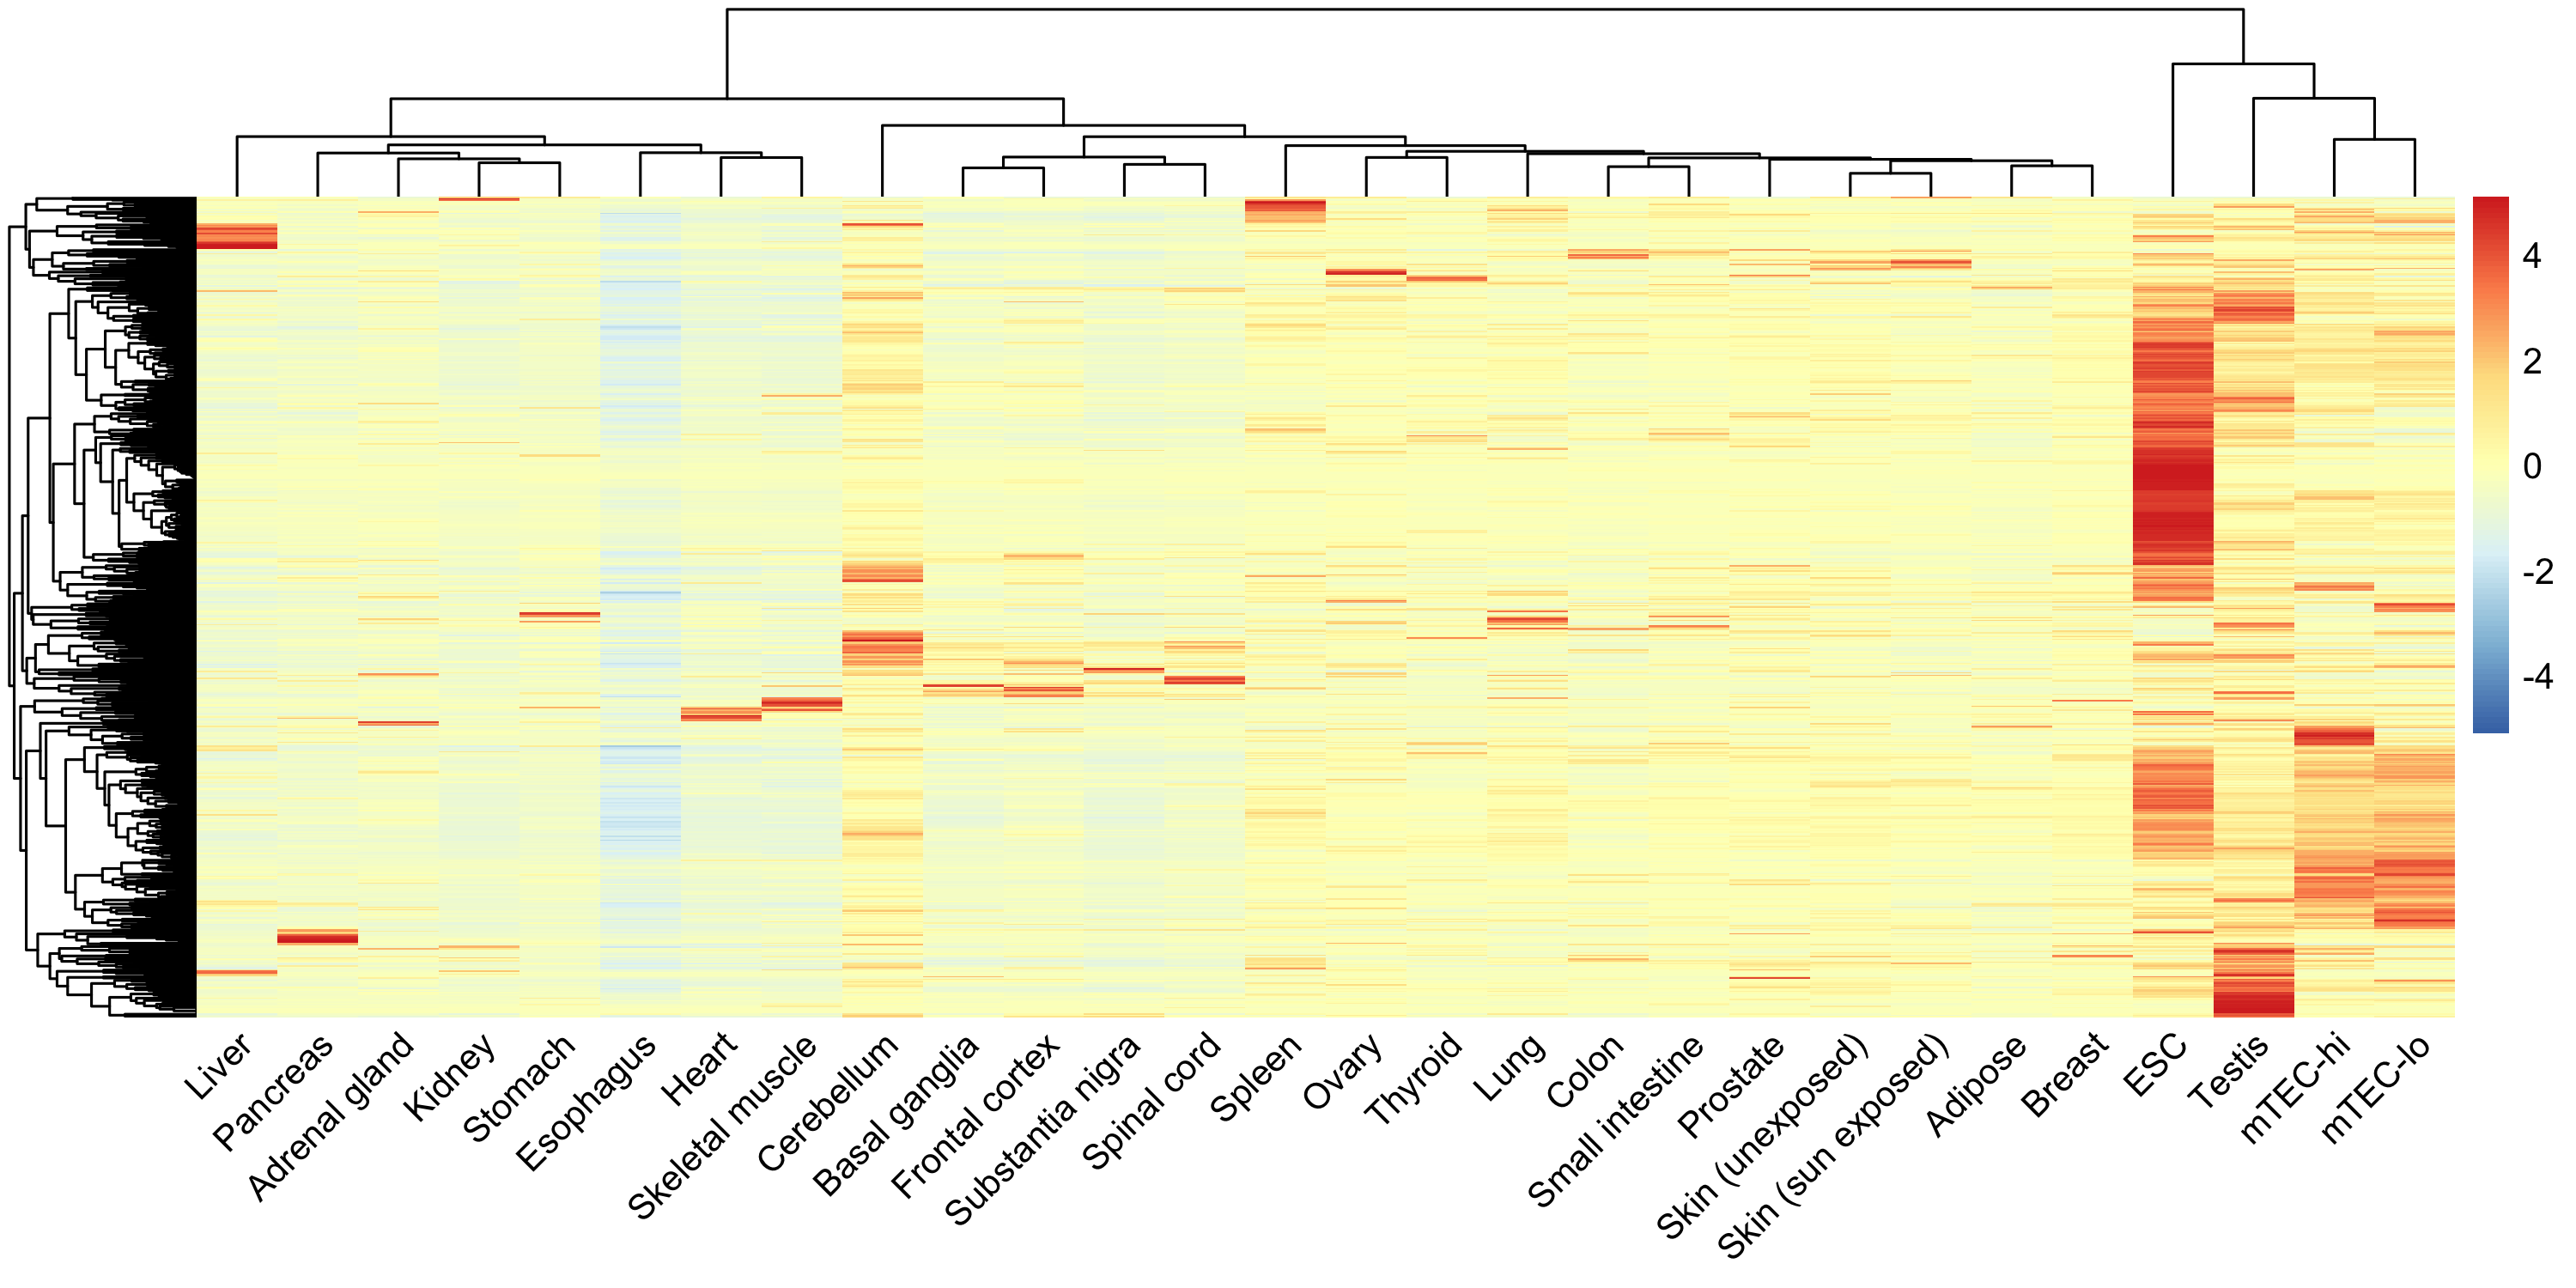 4
2
0
-2
-4
Liver
Pancreas
Adrenal gland
Kidney
Stomach
Esophagus
Heart
Skeletal muscle
Cerebellum
Basal ganglia
Frontal cortex
Substantia nigra
Spinal cord
Spleen
Ovary
Thyroid
Lung
Colon
Small intestine
Prostate
Skin (unexposed)
Skin (sun exposed)
Adipose
Breast
ESC
Testis
mTEC-hi
mTEC-lo